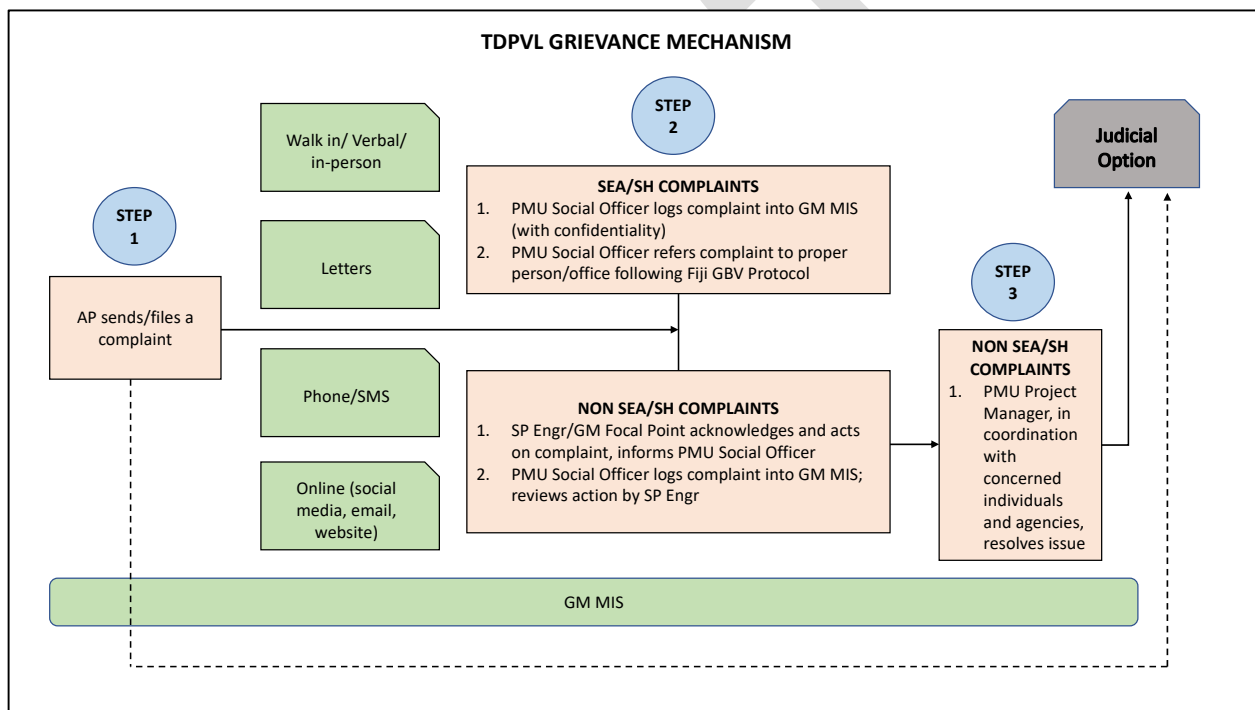 TDPVL GRIEVANCE MECHANISM
STEP
1
AP sends/files a
complaint
Walk in/ Verbal/
in-person
Letters
Phone/SMS
Online (social
media, email,
website)
STEP
2
SEA/SH COMPLAINTS
1. PMU Social Officer logs complaint into GM MIS
(with confidentiality)
2. PMU Social Officer refers complaint to proper
person/office following Fiji GBV Protocol
NON SEA/SH COMPLAINTS
1. SP Engr/GM Focal Point acknowledges and acts
on complaint, informs PMU Social Officer
2. PMU Social Officer logs complaint into GM MIS;
reviews action by SP Engr
STEP
3
NON SEA/SH
COMPLAINTS
1. PMU Project
Manager, in
coordination
with
concerned
individuals
and agencies,
resolves issue
Judicial
Option
GM MIS